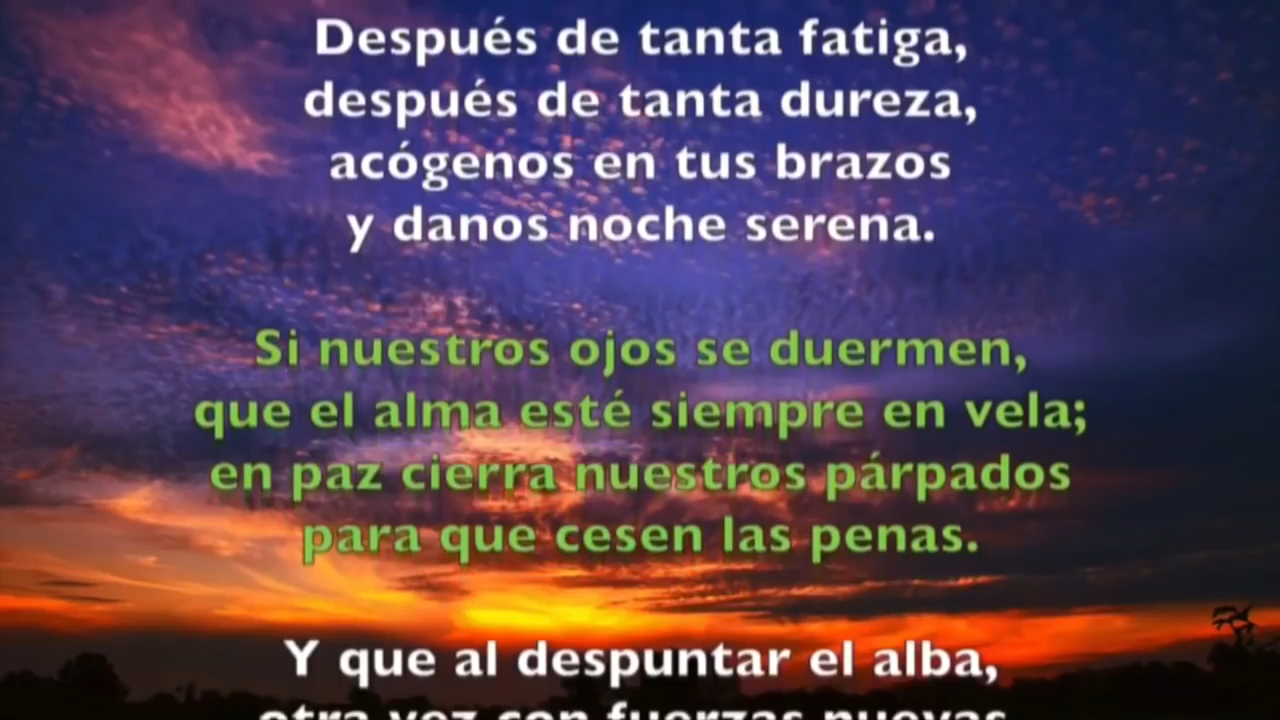 Después de tanta fatiga,
después de tanta dureza,
acógenos en tus brazos
y danos noche serena.
Si nuestros ojos se duermen,
que el alma esté siempre en vela;
en paz cierra nuestros párpados
para que cesen las penas.
Y que al despuntar el alba,
otra vez con fuerzas nuevas,